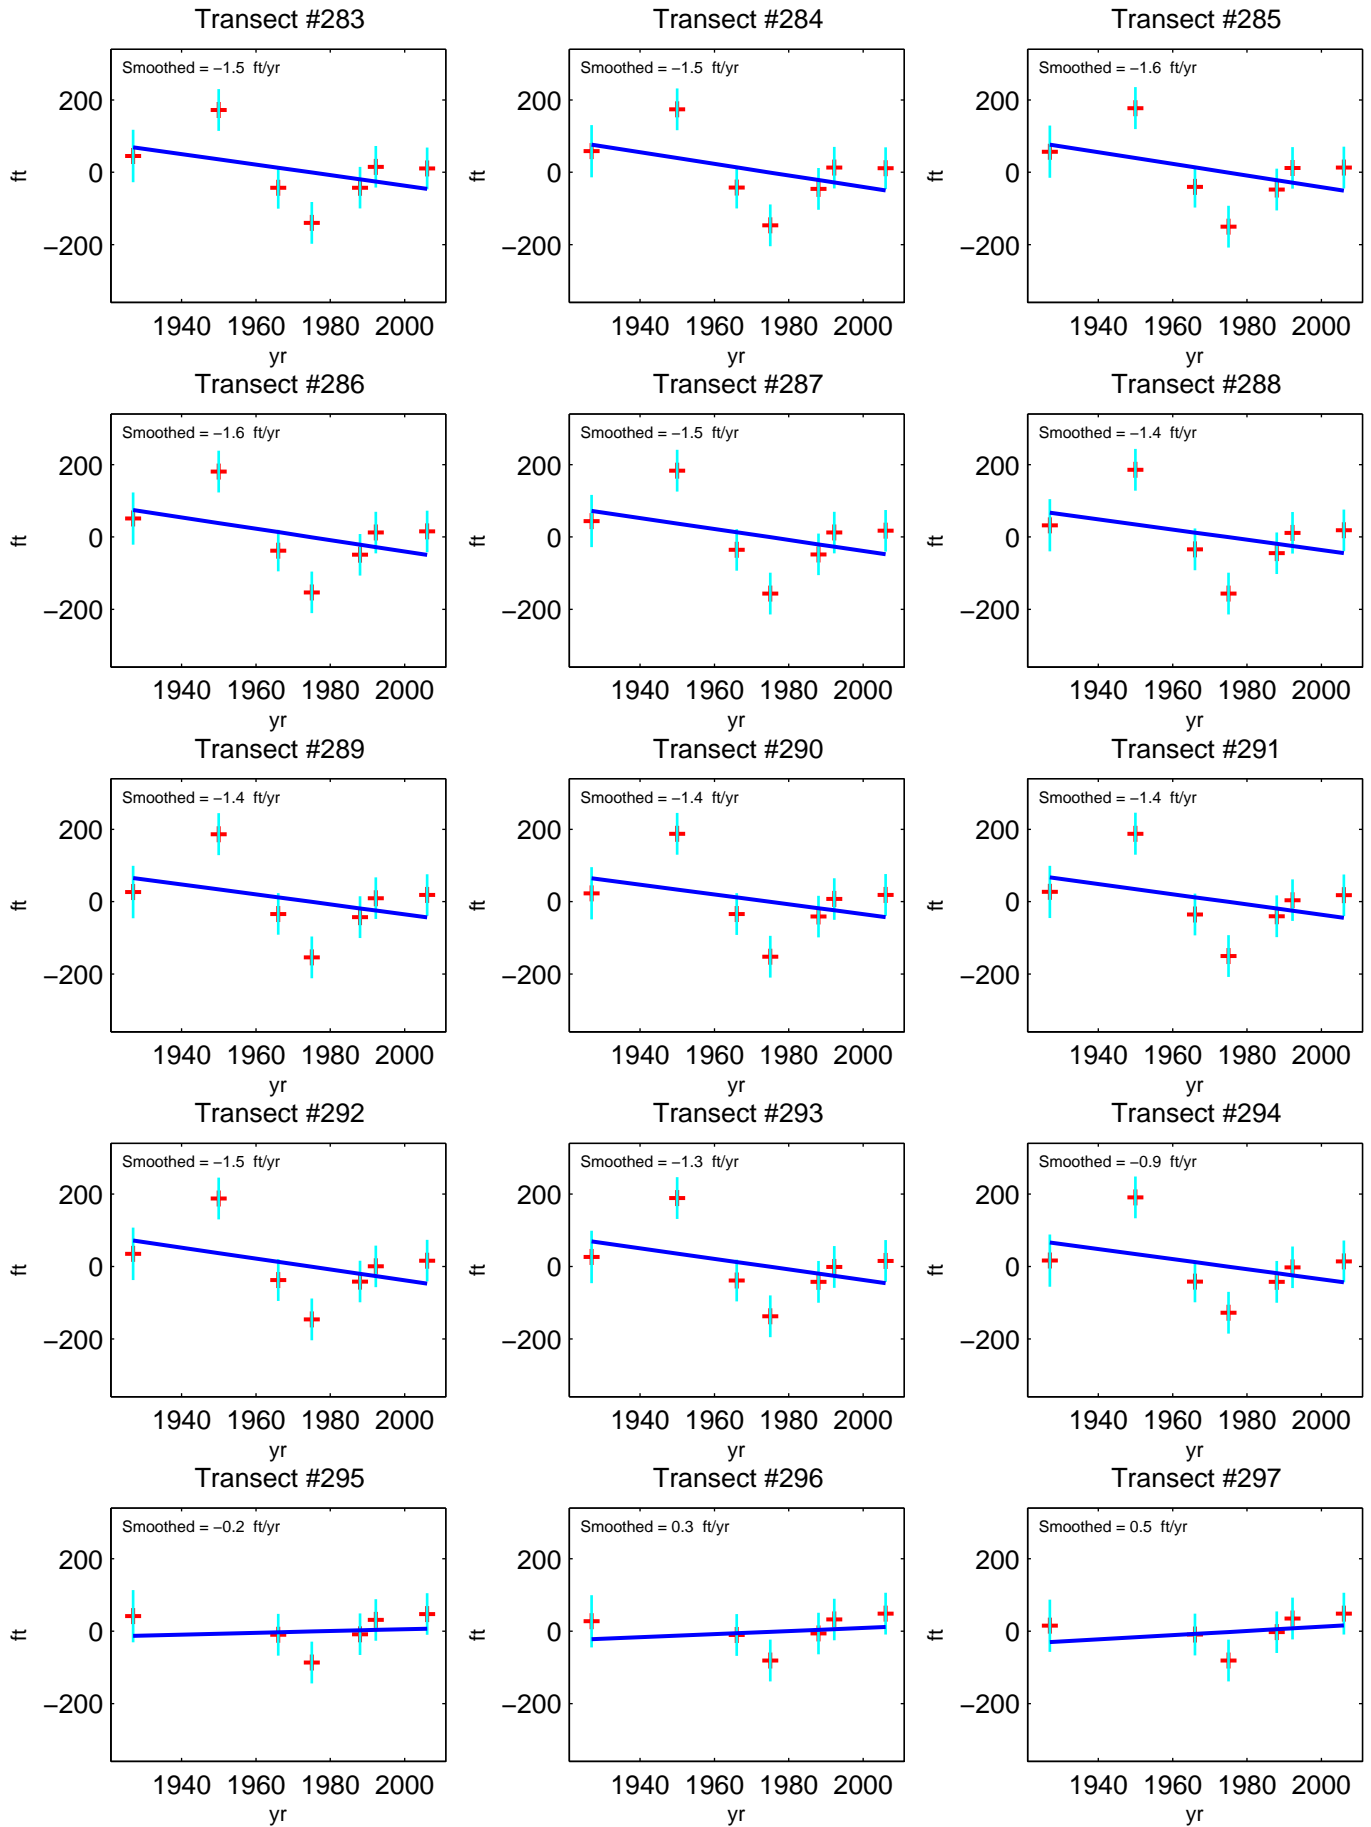 Transect #283
Transect #284
Transect #285
Smoothed = −1.5 ft/yr
Smoothed = −1.5 ft/yr
Smoothed = −1.6 ft/yr
200
0
−200
ft
1940 1960 1980 2000
yr
200
0
−200
ft
1940 1960 1980 2000
yr
200
0
−200
ft
1940 1960 1980 2000
yr
Transect #286
Transect #287
Transect #288
Smoothed = −1.6 ft/yr
Smoothed = −1.5 ft/yr
Smoothed = −1.4 ft/yr
200
0
−200
ft
1940 1960 1980 2000
yr
200
0
−200
ft
1940 1960 1980 2000
yr
200
0
−200
ft
1940 1960 1980 2000
yr
Transect #289
Transect #290
Transect #291
Smoothed = −1.4 ft/yr
Smoothed = −1.4 ft/yr
Smoothed = −1.4 ft/yr
200
0
−200
ft
1940 1960 1980 2000
yr
200
0
−200
ft
1940 1960 1980 2000
yr
200
0
−200
ft
1940 1960 1980 2000
yr
Transect #292
Transect #293
Transect #294
Smoothed = −1.5 ft/yr
Smoothed = −1.3 ft/yr
Smoothed = −0.9 ft/yr
200
0
−200
ft
1940 1960 1980 2000
yr
200
0
−200
ft
1940 1960 1980 2000
yr
200
0
−200
ft
1940 1960 1980 2000
yr
Transect #295
Transect #296
Transect #297
Smoothed = −0.2 ft/yr
Smoothed = 0.3 ft/yr
Smoothed = 0.5 ft/yr
200
0
−200
ft
1940 1960 1980 2000
yr
200
0
−200
ft
1940 1960 1980 2000
yr
200
0
−200
ft
1940 1960 1980 2000
yr